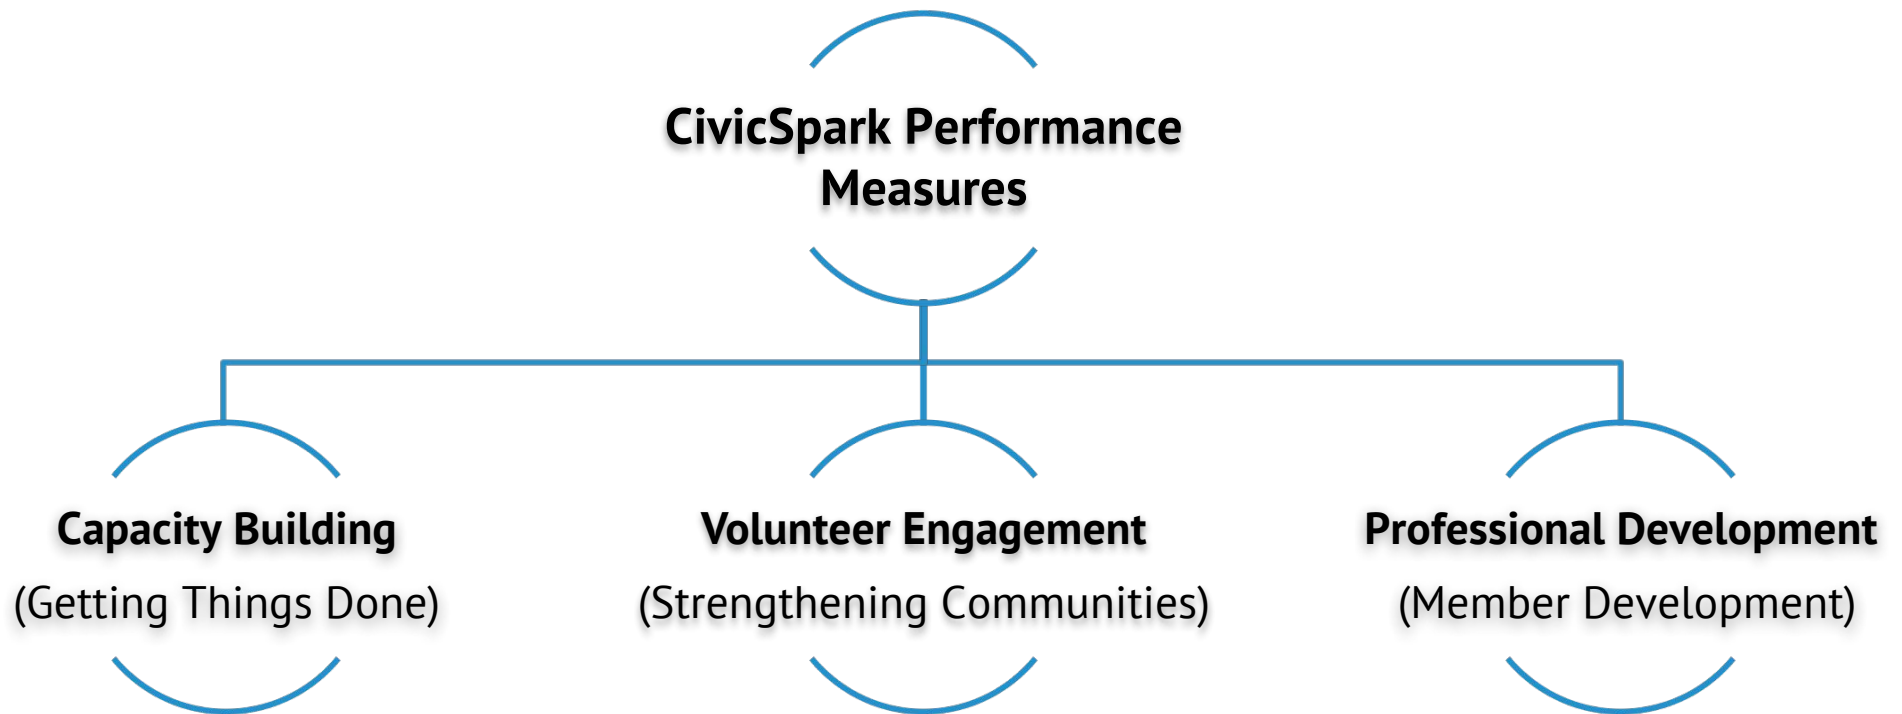 CivicSpark Performance
Measures
Capacity Building
(Getting Things Done)
Volunteer Engagement
(Strengthening Communities)
Professional Development
(Member Development)